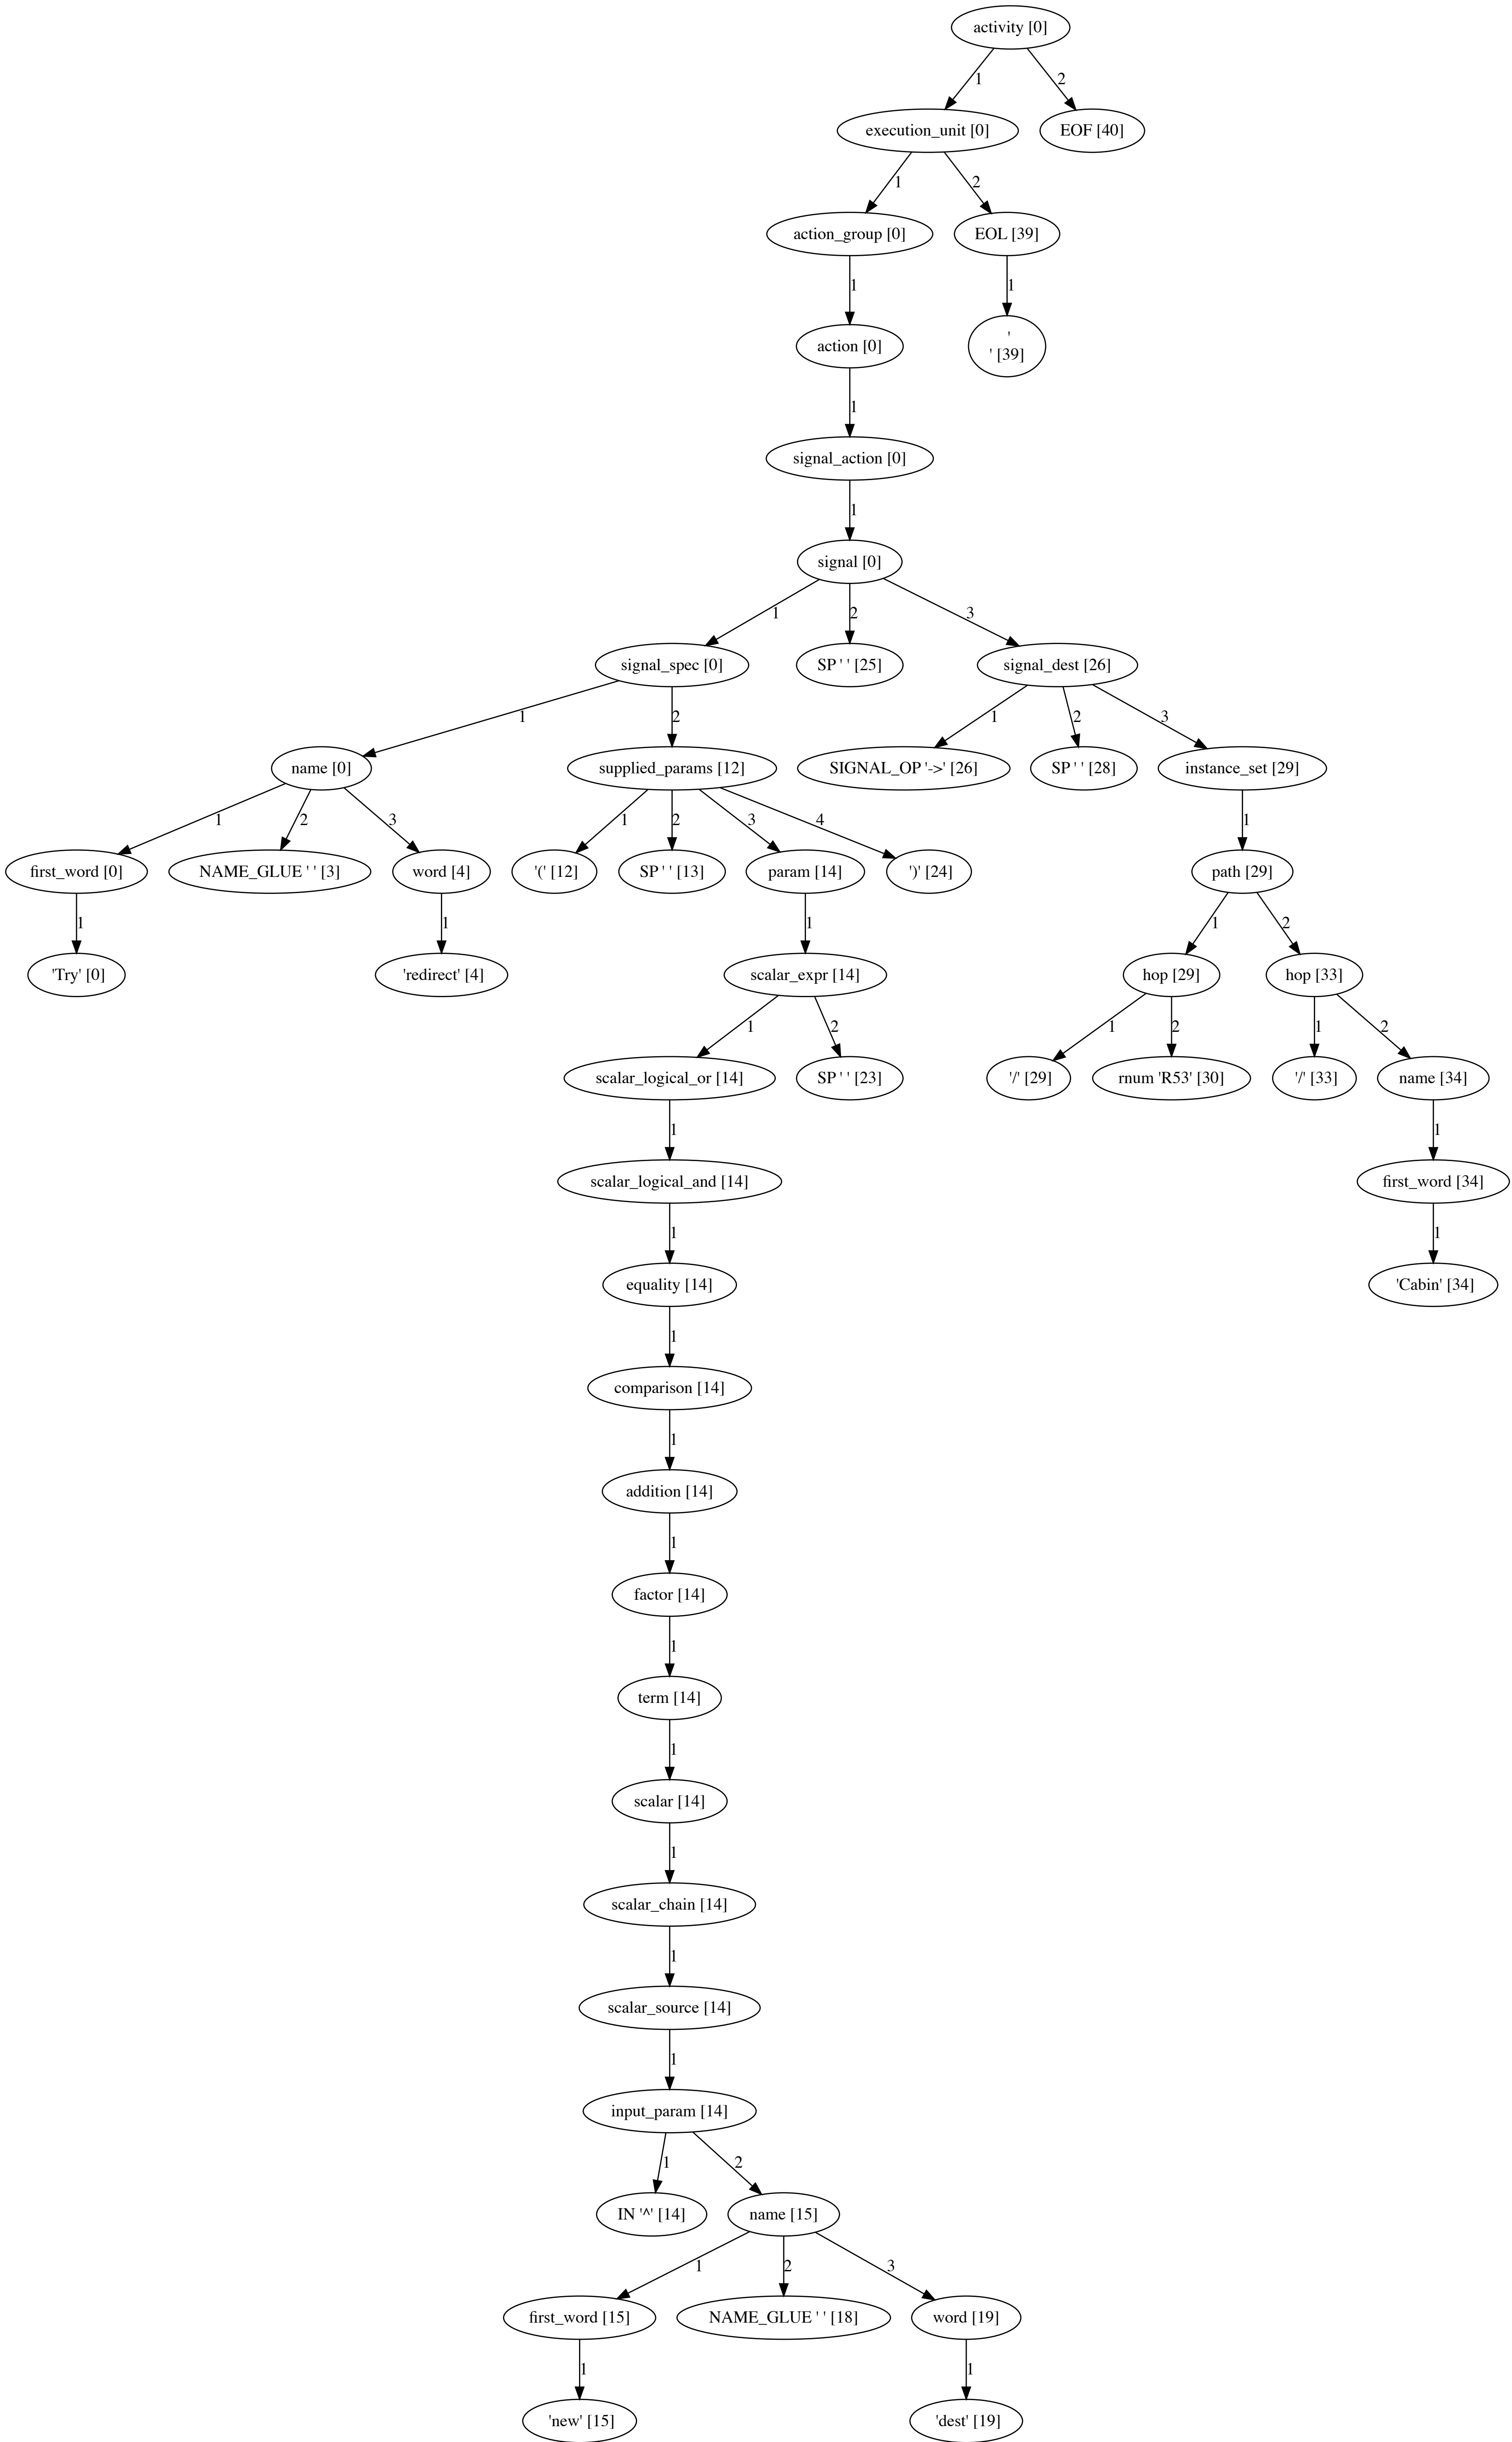 activity [0]
1
2
execution_unit [0]
EOF [40]
1
2
action_group [0]
EOL [39]
1
1
action [0]
'
' [39]
1
signal_action [0]
1
signal [0]
1
2
3
signal_spec [0]
SP ' ' [25]
signal_dest [26]
1
2
1
2
3
name [0]
supplied_params [12]
SIGNAL_OP '->' [26]
SP ' ' [28]
instance_set [29]
1
2
3
1
2
3
4
1
first_word [0]
NAME_GLUE ' ' [3]
word [4]
'(' [12]
SP ' ' [13]
param [14]
')' [24]
path [29]
1
1
1
1
2
'Try' [0]
'redirect' [4]
scalar_expr [14]
hop [29]
hop [33]
1
2
1
2
1
2
scalar_logical_or [14]
SP ' ' [23]
'/' [29]
rnum 'R53' [30]
'/' [33]
name [34]
1
1
scalar_logical_and [14]
first_word [34]
1
1
equality [14]
'Cabin' [34]
1
comparison [14]
1
addition [14]
1
factor [14]
1
term [14]
1
scalar [14]
1
scalar_chain [14]
1
scalar_source [14]
1
input_param [14]
1
2
IN '^' [14]
name [15]
1
2
3
first_word [15]
NAME_GLUE ' ' [18]
word [19]
1
1
'new' [15]
'dest' [19]